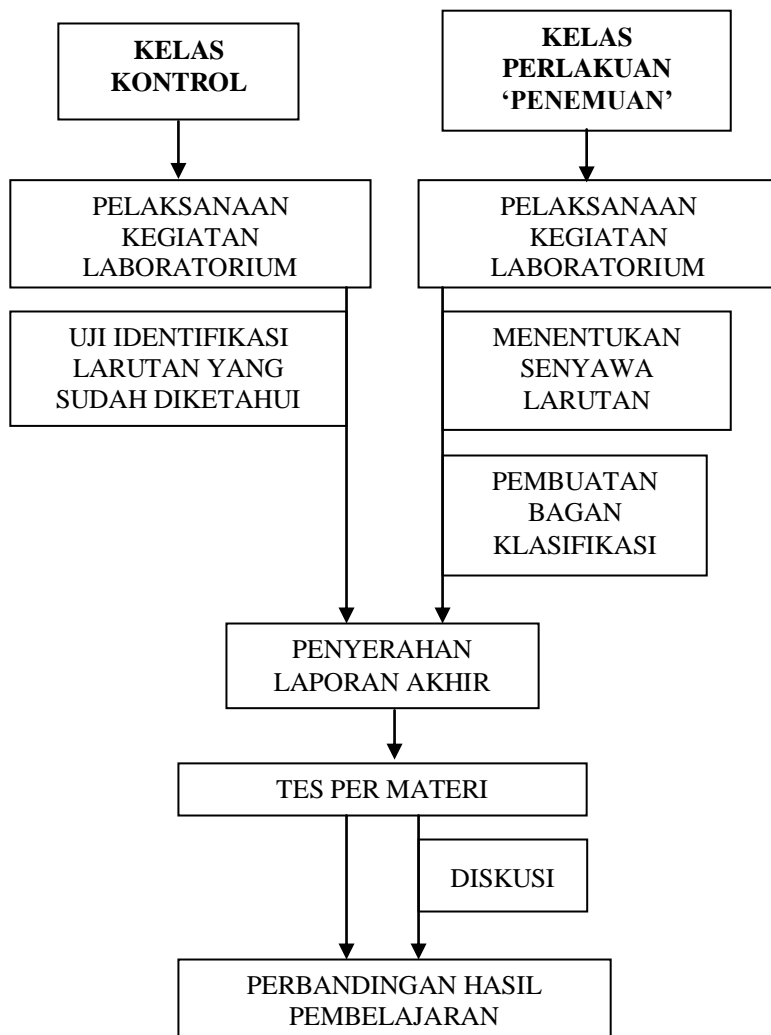 KELAS
KONTROL
KELAS
PERLAKUAN
‘PENEMUAN’
PELAKSANAAN
KEGIATAN
LABORATORIUM
PELAKSANAAN
KEGIATAN
LABORATORIUM
UJI IDENTIFIKASI
LARUTAN YANG
SUDAH DIKETAHUI
MENENTUKAN
SENYAWA
LARUTAN
PEMBUATAN
BAGAN
KLASIFIKASI
PENYERAHAN
LAPORAN AKHIR
TES PER MATERI
DISKUSI
PERBANDINGAN HASIL
PEMBELAJARAN